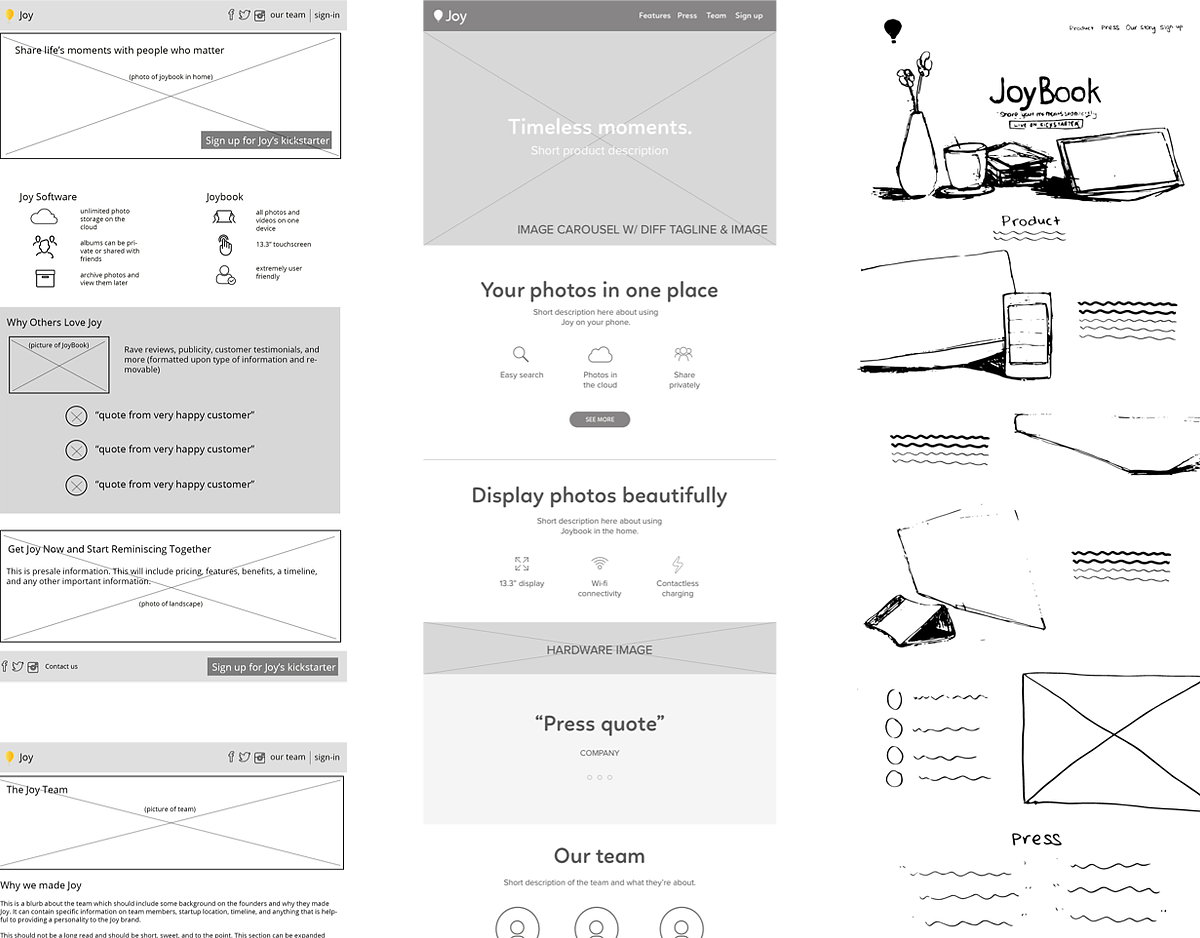 Joy
our team
sign-in
Share life's moments with people who matter
(photo of joybook in home)
Sign up for Joy's kickstarter
Joy Software
unlimited photo
storage on the
cloud
albums can be pri-
vate or shared with
friends
archive photos and
view them later
Joybook
all photos and
videos on one
device
13.3" touchscreen
extremely user
friendly
Why Others Love Joy
(picture of JoyBook)
Rave reviews, publicity, customer testimonials, and
more (formatted upon type of information and re-
movable)
"quote from very happy customer"
"quote from very happy customer"
"quote from very happy customer"
Get Joy Now and Start Reminiscing Together
This is presale information. This will include pricing, features, benefits, a timeline,
and any other important information.
(photo of landscape)
Contact us
Sign up for Joy's kickstarter
Joy
our team
sign-in
The Joy Team
(picture of team)
Why we made Joy
This is a blurb about the team which should include some background on the founders and why they made
Joy. It can contain specific information on team members, startup location, timeline, and anything that is help-
ful to providing a personality to the Joy brand.
This should not be a long read and should be short, sweet, and to the point. This section can be expanded
Joy
Features
Press
Team
Sign up
Timeless moments.
Short product description
IMAGE CAROUSEL W/ DIFF TAGLINE & IMAGE
Your photos in one place
Short description here about using
Joy on your phone.
Easy search
Photos in
the cloud
Share
privately
SEE MORE
Display photos beautifully
Short description here about using
Joybook in the home.
13.3" display
Wi-fi
connectivity
Contactless
charging
HARDWARE IMAGE
“Press quote”
COMPANY
Our team
Short description of the team and what they're about.
Product Press Our story Sign up
JoyBook
Share your moments
LIVE ON KICKSTARTER
Product
Press